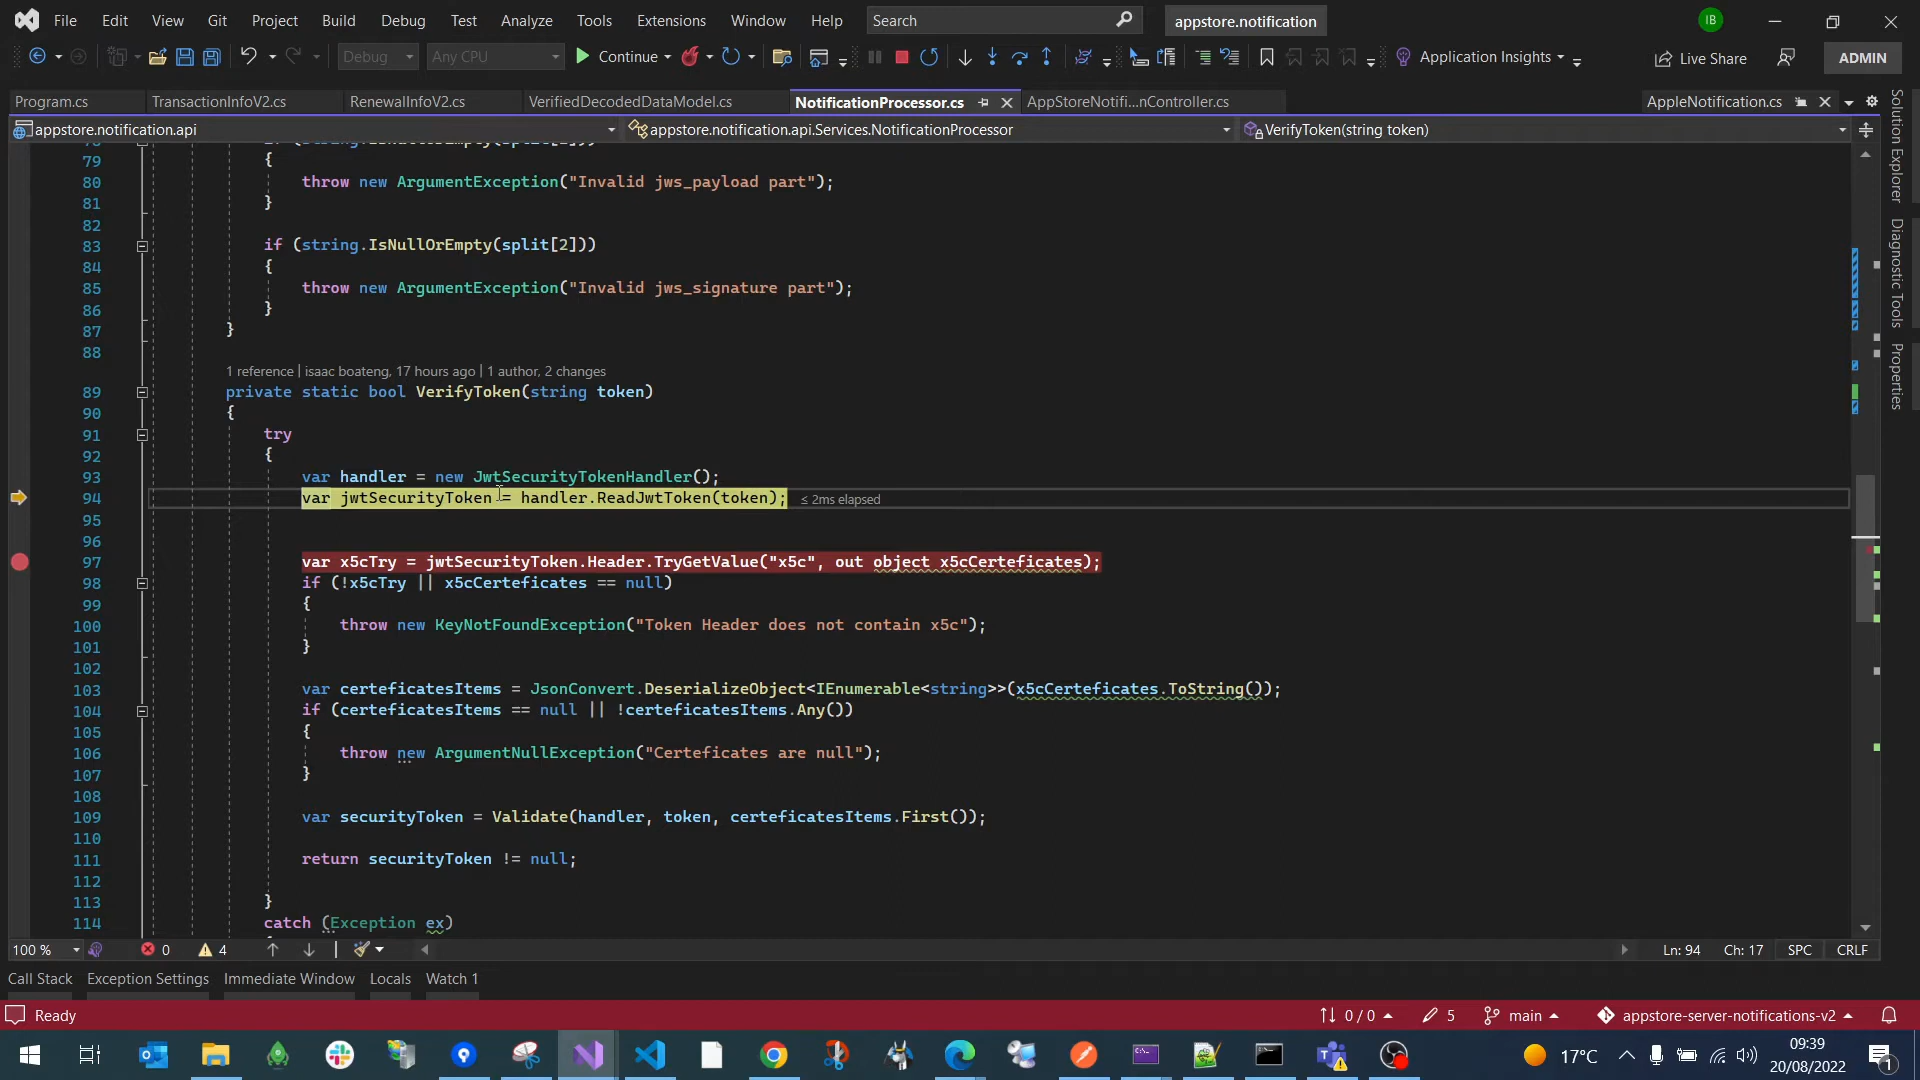 File Edit View Git Project Build Debug Test Analyze Tools Extensions Window Help Search appstore.notification IB
Debug Any CPU Continue Application Insights Live Share ADMIN
Program.cs TransactionInfoV2.cs RenewalInfoV2.cs VerifiedDecodedDataModel.cs NotificationProcessor.cs AppStoreNotifi...nController.cs AppleNotification.cs
appstore.notification.api appstore.notification.api.Services.NotificationProcessor VerifyToken(string token)
79 {
80 throw new ArgumentException("Invalid jws_payload part");
81 }
82
83 if (string.IsNullOrEmpty(split[2]))
84 {
85 throw new ArgumentException("Invalid jws_signature part");
86 }
87 }
88
1 reference | isaac boateng, 17 hours ago | 1 author, 2 changes
89 private static bool VerifyToken(string token)
90 {
91 try
92 {
93 var handler = new JwtSecurityTokenHandler();
94 var jwtSecurityToken = handler.ReadJwtToken(token); ≤ 2ms elapsed
95
96
97 var x5cTry = jwtSecurityToken.Header.TryGetValue("x5c", out object x5cCerteficates);
98 if (!x5cTry || x5cCerteficates == null)
99 {
100 throw new KeyNotFoundException("Token Header does not contain x5c");
101 }
102
103 var certeficatesItems = JsonConvert.DeserializeObject<IEnumerable<string>>(x5cCerteficates.ToString());
104 if (certeficatesItems == null || !certeficatesItems.Any())
105 {
106 throw new ArgumentNullException("Certeficates are null");
107 }
108
109 var securityToken = Validate(handler, token, certeficatesItems.First());
110
111 return securityToken != null;
112
113 }
114 catch (Exception ex)
Solution Explorer
Diagnostic Tools
Properties
100 % 0 4 Ln: 94 Ch: 17 SPC CRLF
Call Stack Exception Settings Immediate Window Locals Watch 1
Ready 0 / 0 5 main appstore-server-notifications-v2
17°C 09:39
20/08/2022
1